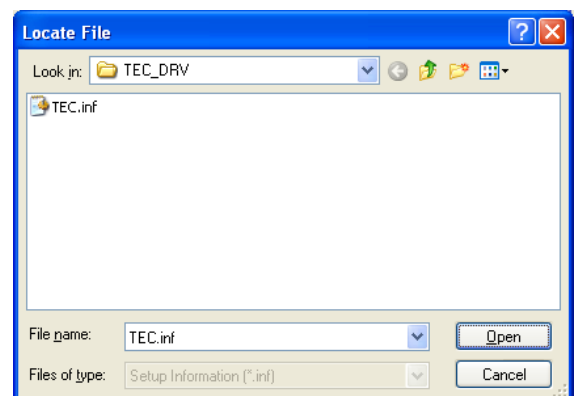 Locate File
Look in: TEC_DRV
TEC.inf
File name: TEC.inf Open
Files of type: Setup Information (*.inf) Cancel